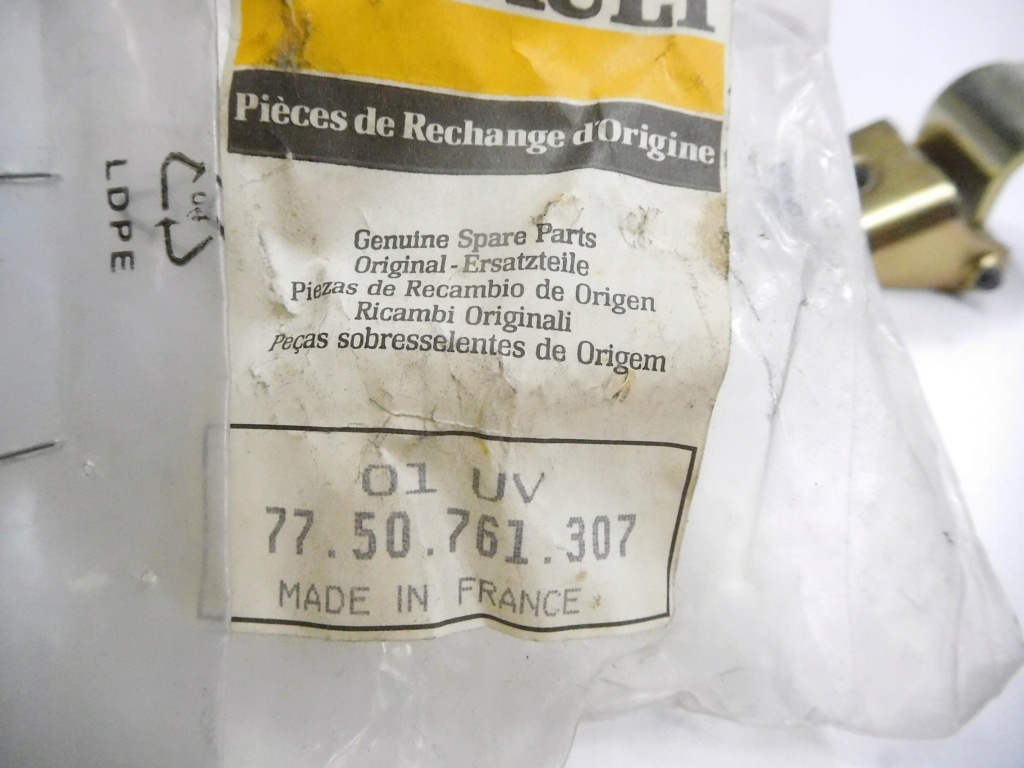 Pièces de Rechange d'Origine
Genuine Spare Parts
Original-Ersatzteile
Piezas de Recambio de Origen
Ricambi Originali
Peças sobresselentes de Origem
01 UV
77.50.761.307
MADE IN FRANCE
04
LDPE